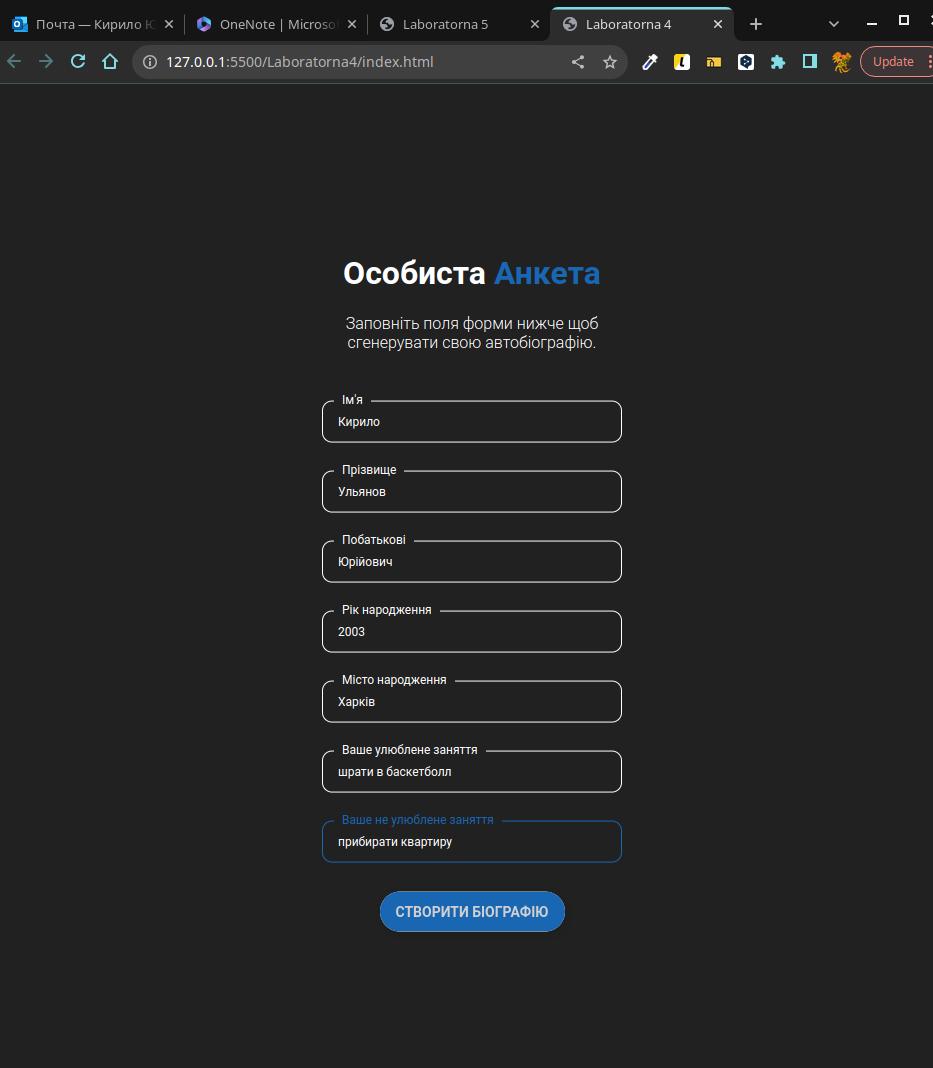 Почта — Кирило
OneNote | Microso
Laboratorna 5
Laboratorna 4
127.0.0.1:5500/Laboratorna4/index.html
Update
Особиста Анкета
Заповніть поля форми нижче щоб
сгенерувати свою автобіографію.
Ім'я
Кирило
Прізвище
Ульянов
Побатькові
Юрійович
Рік народження
2003
Місто народження
Харків
Ваше улюблене заняття
шрати в баскетболл
Ваше не улюблене заняття
прибирати квартиру
СТВОРИТИ БІОГРАФІЮ